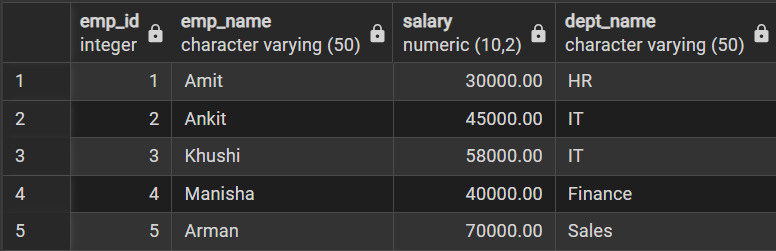 emp_id emp_name salary dept_name
integer character varying (50) numeric (10,2) character varying (50)
1 1 Amit 30000.00 HR
2 2 Ankit 45000.00 IT
3 3 Khushi 58000.00 IT
4 4 Manisha 40000.00 Finance
5 5 Arman 70000.00 Sales